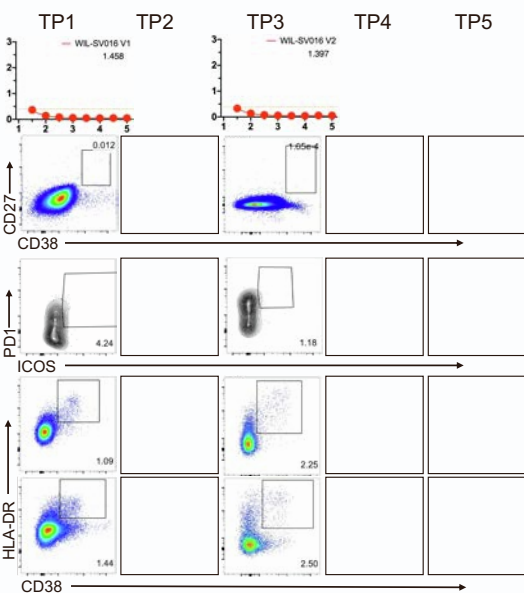 TP1 TP2 TP3 TP4 TP5
WIL-SV016 V1
1.458
WIL-SV016 V2
1.397
3
2
1
0
1 2 3 4 5
3
2
1
0
1 2 3 4 5
0.012
1.65e-4
CD27
CD38
4.24
1.18
PD1
ICOS
1.09
2.25
1.44
2.50
HLA-DR
CD38